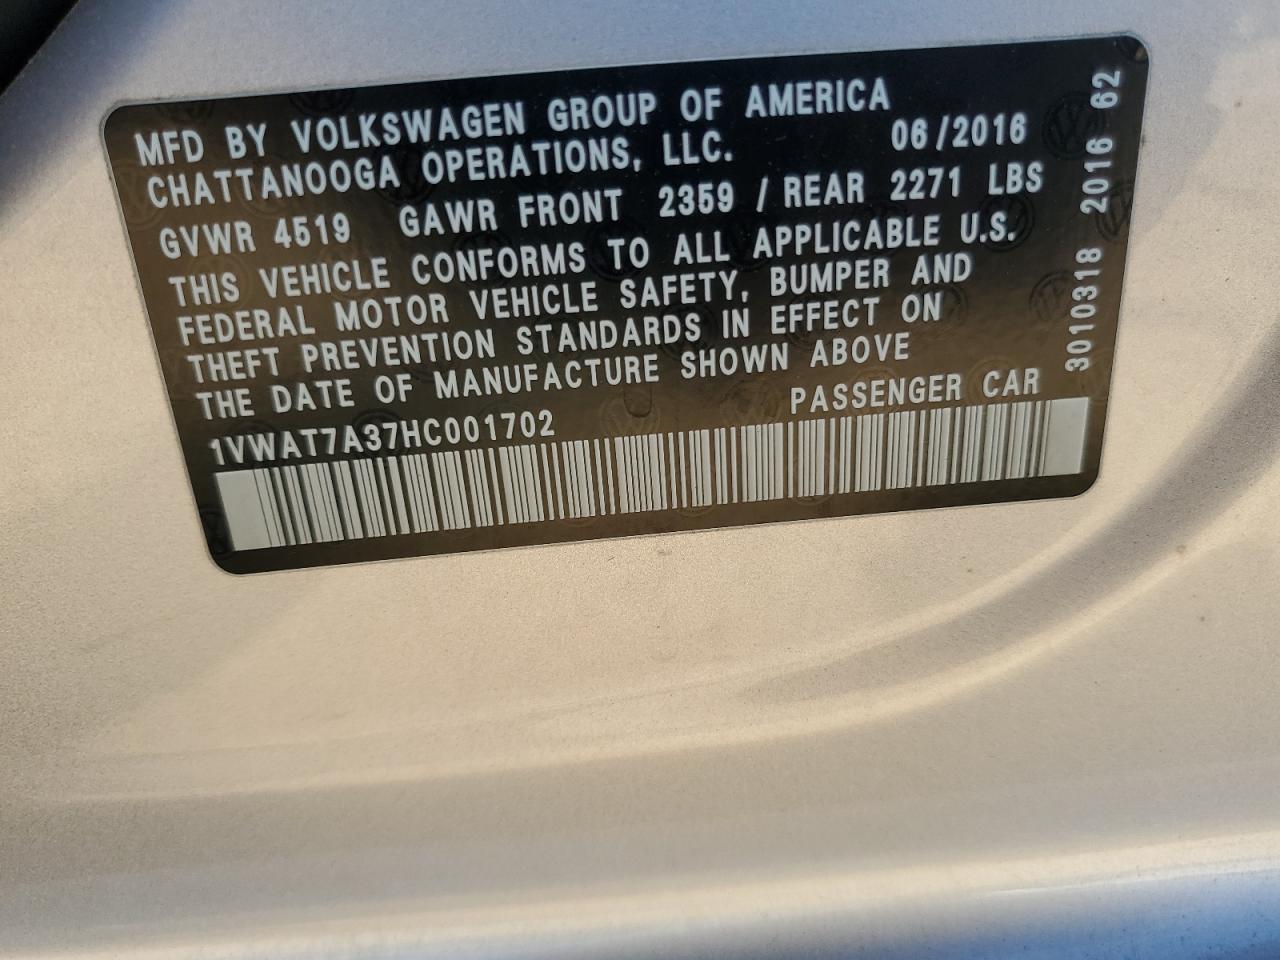 MFD BY VOLKSWAGEN GROUP OF AMERICA
CHATTANOOGA OPERATIONS, LLC. 06/2016
GVWR 4519 GAWR FRONT 2359 / REAR 2271 LBS
THIS VEHICLE CONFORMS TO ALL APPLICABLE U.S.
FEDERAL MOTOR VEHICLE SAFETY, BUMPER AND
THEFT PREVENTION STANDARDS IN EFFECT ON
THE DATE OF MANUFACTURE SHOWN ABOVE
1VWAT7A37HC001702 PASSENGER CAR
3010318 2016 62